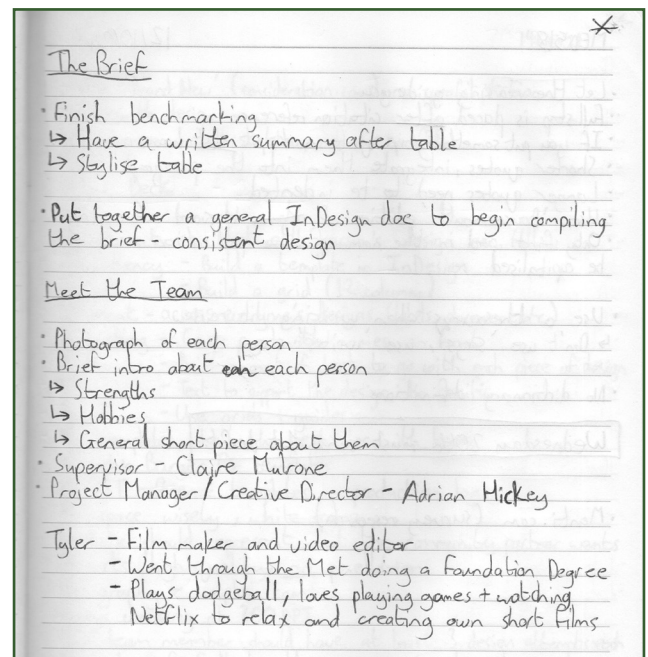 The Brief
· Finish benchmarking
↳ Have a written summary after table
↳ Stylise table
· Put together a general InDesign doc to begin compiling
the brief - consistent design
Meet the Team
· Photograph of each person
· Brief intro about each person
↳ Strengths
↳ Hobbies
↳ General short piece about them
· Supervisor - Claire Mulrone
· Project Manager/Creative Director - Adrian Hickey
Tyler - Film maker and video editor
- Went through the Met doing a Foundation Degree
- Plays dodgeball, loves playing games + watching
Netflix to relax and creating own short films